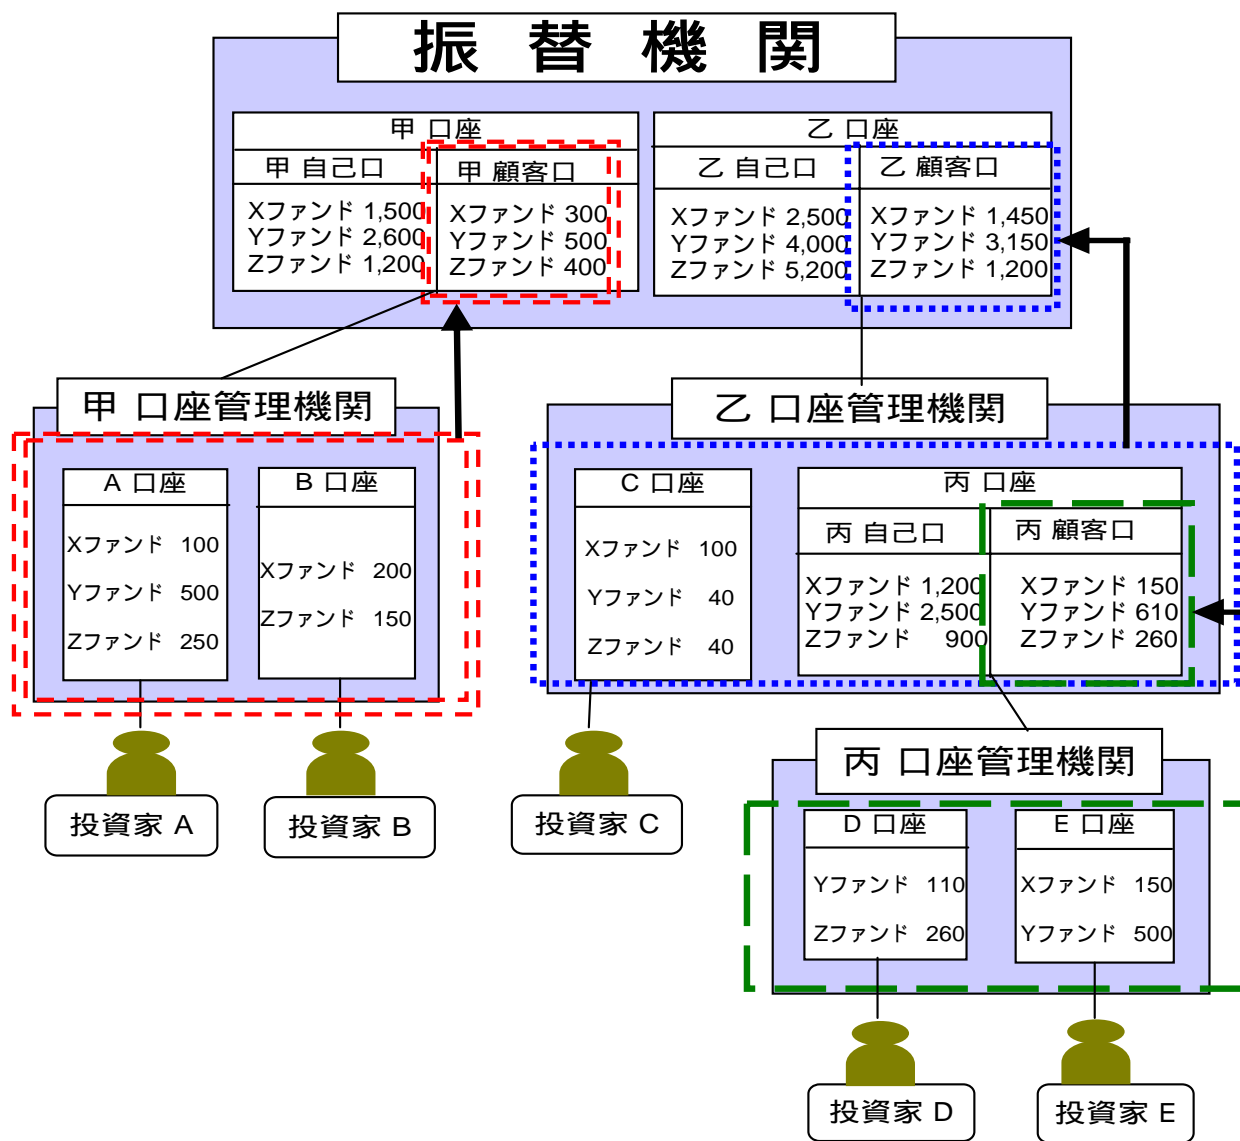 振 替 機 関
甲 口座
甲 自己口
甲 顧客口
Xファンド 1,500
Yファンド 2,600
Zファンド 1,200
Xファンド 300
Yファンド 500
Zファンド 400
乙 口座
乙 自己口
乙 顧客口
Xファンド 2,500
Yファンド 4,000
Zファンド 5,200
Xファンド 1,450
Yファンド 3,150
Zファンド 1,200
甲 口座管理機関
A 口座
Xファンド 100
Yファンド 500
Zファンド 250
B 口座
Xファンド 200
Zファンド 150
投資家 A
投資家 B
乙 口座管理機関
C 口座
Xファンド 100
Yファンド 40
Zファンド 40
丙 口座
丙 自己口
丙 顧客口
Xファンド 1,200
Yファンド 2,500
Zファンド 900
Xファンド 150
Yファンド 610
Zファンド 260
投資家 C
丙 口座管理機関
D 口座
Yファンド 110
Zファンド 260
E 口座
Xファンド 150
Yファンド 500
投資家 D
投資家 E